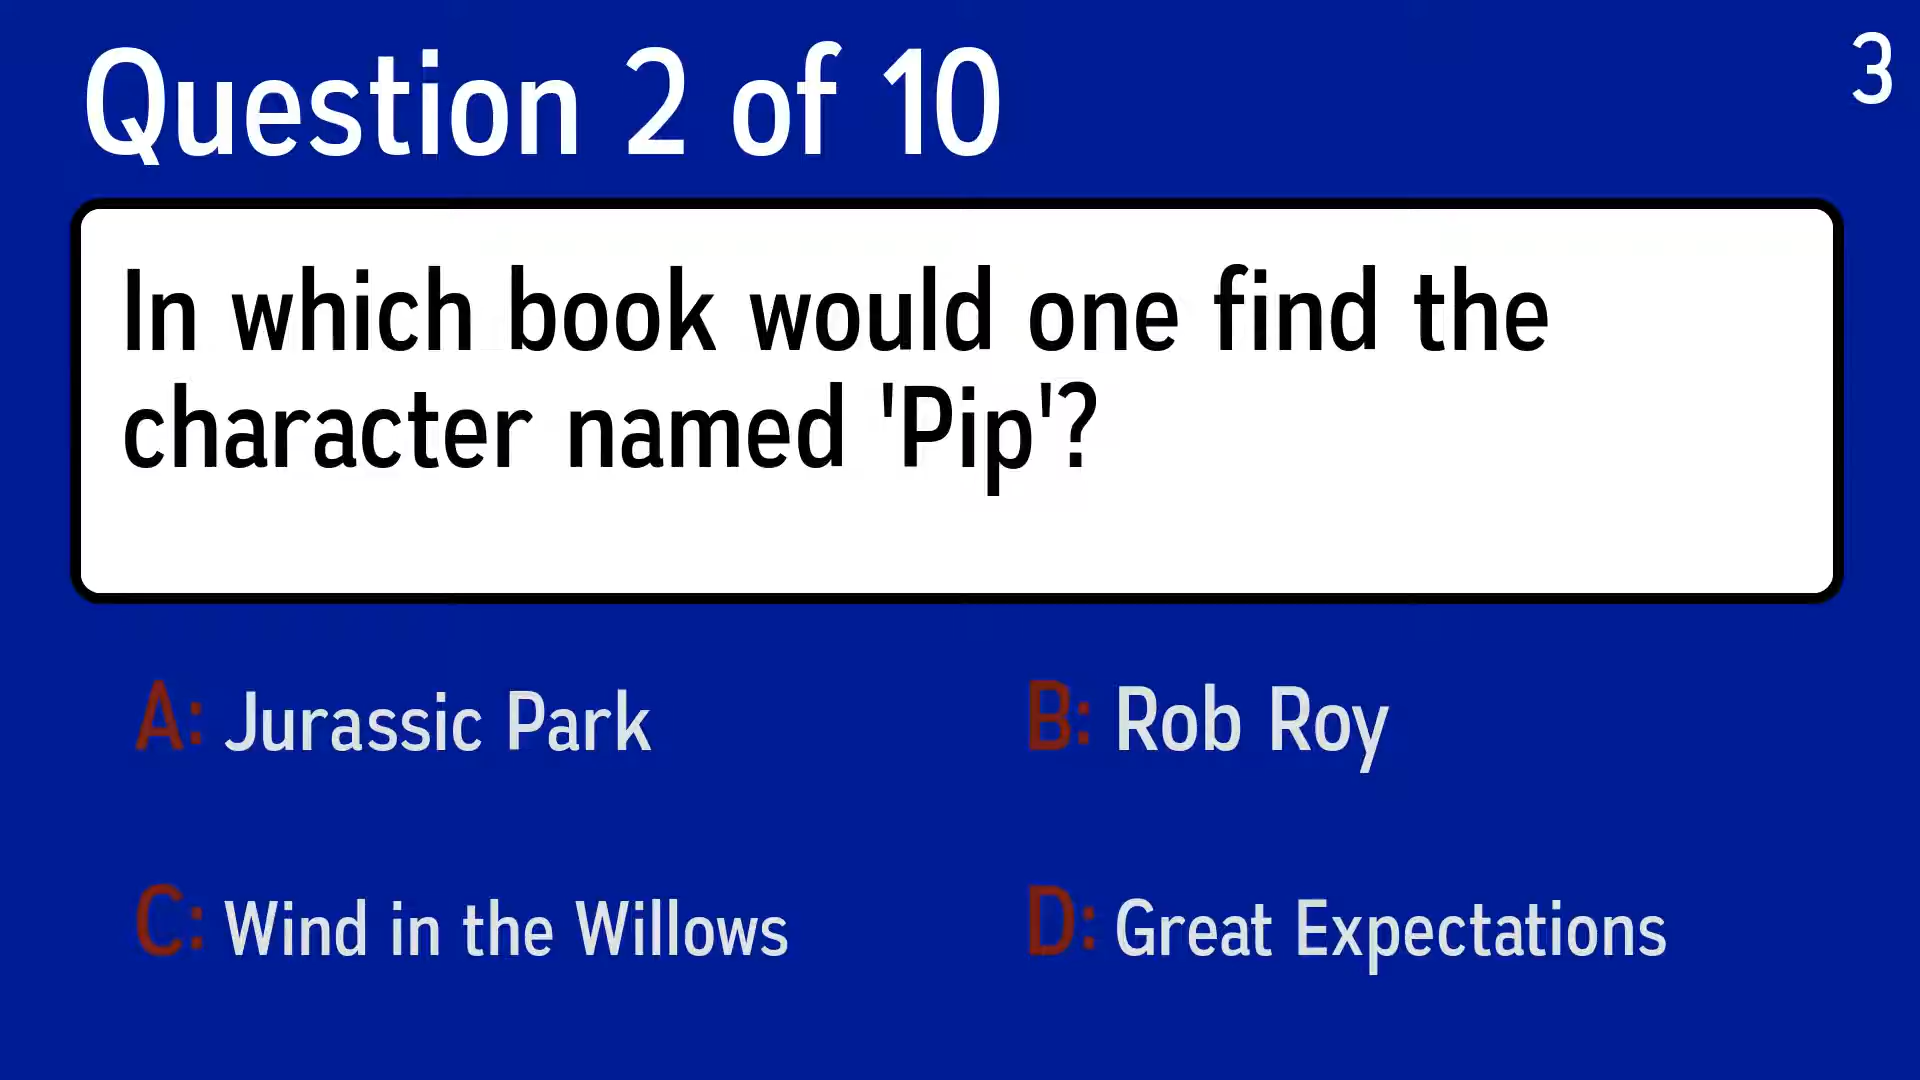 Question 2 of 10
3
In which book would one find the
character named 'Pip'?
A: Jurassic Park
B: Rob Roy
C: Wind in the Willows
D: Great Expectations